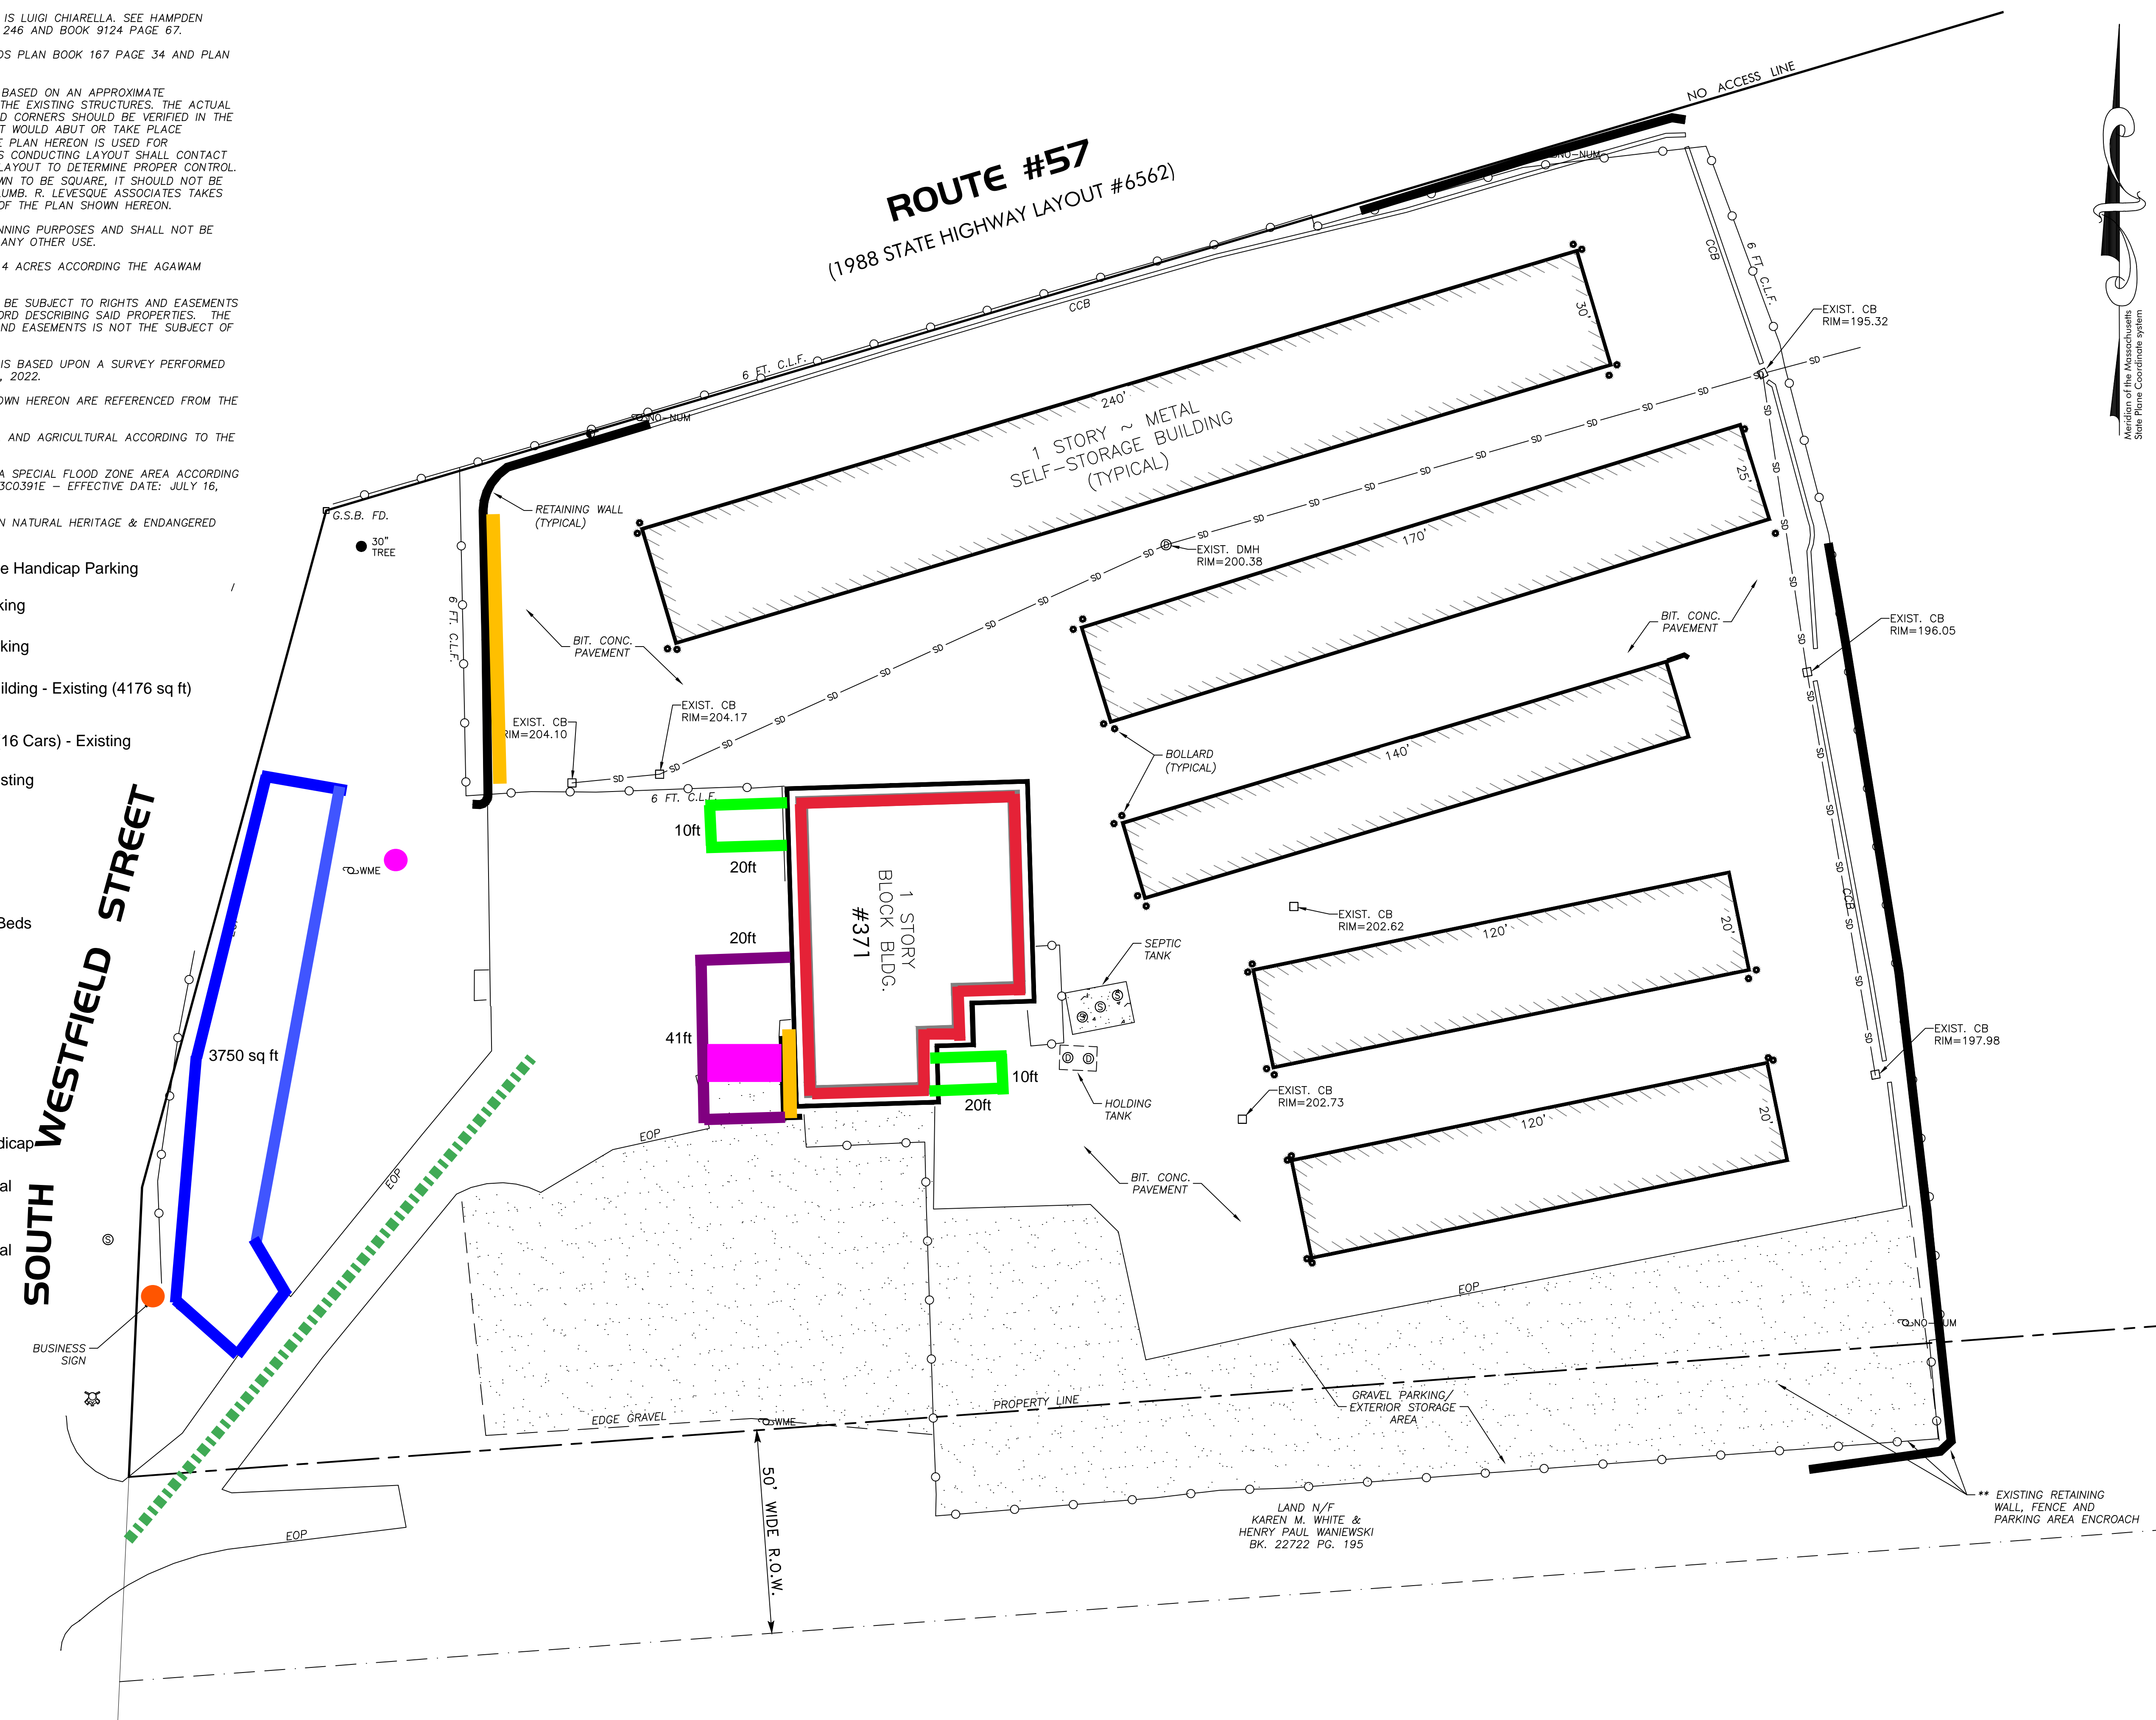 IS LUIGI CHIARELLA. SEE HAMPDEN
246 AND BOOK 9124 PAGE 67.
DS PLAN BOOK 167 PAGE 34 AND PLAN
BASED ON AN APPROXIMATE
THE EXISTING STRUCTURES. THE ACTUAL
D CORNERS SHOULD BE VERIFIED IN THE
T WOULD ABUT OR TAKE PLACE
E PLAN HEREON IS USED FOR
S CONDUCTING LAYOUT SHALL CONTACT
LAYOUT TO DETERMINE PROPER CONTROL.
WN TO BE SQUARE, IT SHOULD NOT BE
LUMB. R. LEVESQUE ASSOCIATES TAKES
OF THE PLAN SHOWN HEREON.
NNING PURPOSES AND SHALL NOT BE
ANY OTHER USE.
4 ACRES ACCORDING THE AGAWAM
BE SUBJECT TO RIGHTS AND EASEMENTS
ORD DESCRIBING SAID PROPERTIES. THE
ND EASEMENTS IS NOT THE SUBJECT OF
IS BASED UPON A SURVEY PERFORMED
, 2022.
OWN HEREON ARE REFERENCED FROM THE
AND AGRICULTURAL ACCORDING TO THE
A SPECIAL FLOOD ZONE AREA ACCORDING
3C0391E – EFFECTIVE DATE: JULY 16,
N NATURAL HERITAGE & ENDANGERED
e Handicap Parking
king
king
ilding - Existing (4176 sq ft)
16 Cars) - Existing
sting
Beds
dicap
al
al
SOUTH WESTFIELD STREET
3750 sq ft
BUSINESS
SIGN
S
ROUTE #57
(1988 STATE HIGHWAY LAYOUT #6562)
NO ACCESS LINE
Meridian of the Massachusetts
State Plane Coordinate system
NO-NUM
CCB
6 FT. C.L.F.
CCB
6 FT. C.L.F.
NO-NUM
G.S.B. FD.
30"
TREE
RETAINING WALL
(TYPICAL)
6 FT. C.L.F.
240'
30'
1 STORY ~ METAL
SELF-STORAGE BUILDING
(TYPICAL)
EXIST. CB
RIM=195.32
SD
25'
170'
EXIST. DMH
RIM=200.38
BIT. CONC.
PAVEMENT
BIT. CONC.
PAVEMENT
EXIST. CB
RIM=196.05
EXIST. CB
RIM=204.17
EXIST. CB
RIM=204.10
BOLLARD
(TYPICAL)
140'
6 FT. C.L.F.
10ft
20ft
WME
1 STORY
BLOCK BLDG.
#371
20ft
41ft
SEPTIC
TANK
S S S
D D
HOLDING
TANK
10ft
20ft
EXIST. CB
RIM=202.62
120'
20'
CCB
EXIST. CB
RIM=202.73
EXIST. CB
RIM=197.98
120'
20'
BIT. CONC.
PAVEMENT
EOP
EOP
EOP
NO-NUM
EDGE GRAVEL
WME
PROPERTY LINE
GRAVEL PARKING/
EXTERIOR STORAGE
AREA
50' WIDE R.O.W.
EOP
LAND N/F
KAREN M. WHITE &
HENRY PAUL WANIEWSKI
BK. 22722 PG. 195
** EXISTING RETAINING
WALL, FENCE AND
PARKING AREA ENCROACH